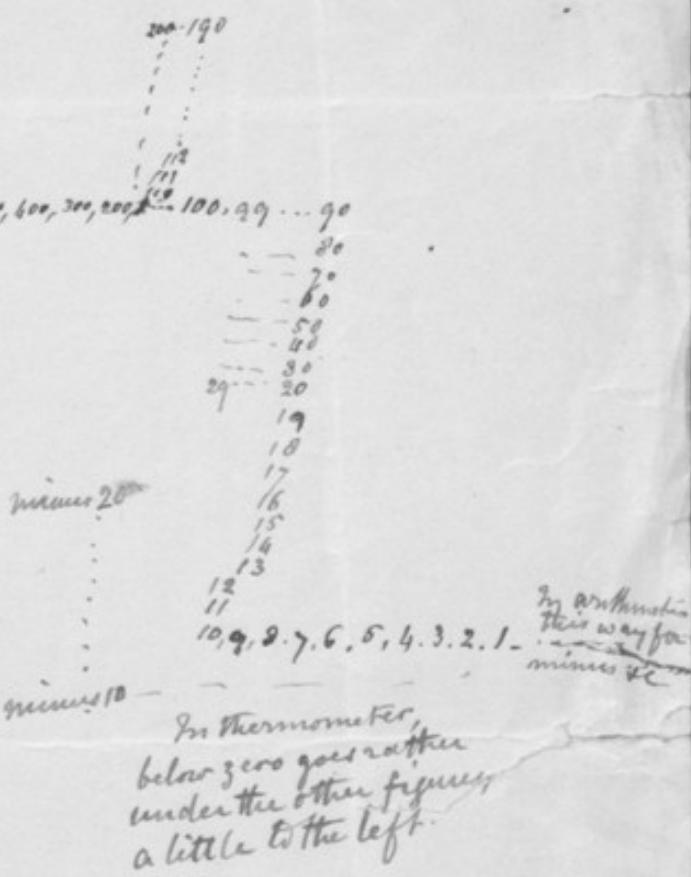 200 - 190
112
111
110
600, 300, 200, - 100, 99 ... 90
80
70
60
50
40
30
29 --- 20
19
18
17
minus 20
16
15
14
13
12
11
10, 9, 8. 7. 6. 5, 4. 3. 2. 1 -
In arithmetic
this way for
minus &c
minus 10
In thermometer,
below zero goes rather
under the other figures,
a little to the left.